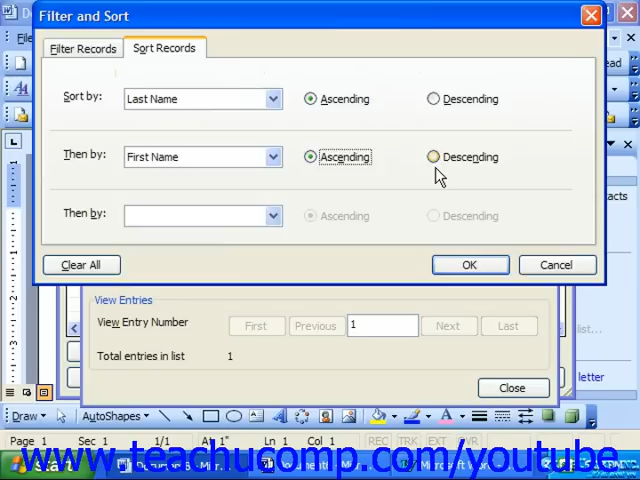 Filter and Sort
Filter Records
Sort Records
Sort by:
Last Name
Ascending
Descending
Then by:
First Name
Ascending
Descending
Then by:
Ascending
Descending
Clear All
OK
Cancel
View Entries
View Entry Number
First
Previous
1
Next
Last
Total entries in list
1
Close
letter
Draw
AutoShapes
Page 1
Sec 1
1/1
At 1"
Ln 1
Col 1
REC
TRK
EXT
OVR
www.teachucomp.com/youtube